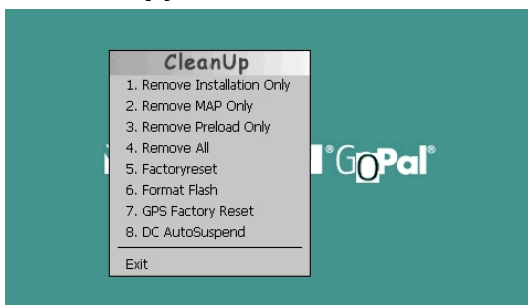 CleanUp
1. Remove Installation Only
2. Remove MAP Only
3. Remove Preload Only
4. Remove All
5. Factoryreset
6. Format Flash
7. GPS Factory Reset
8. DC AutoSuspend
Exit
GoPal®